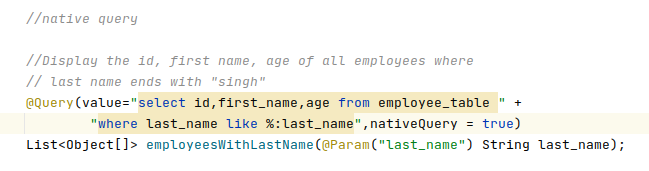 //native query
//Display the id, first name, age of all employees where
// last name ends with "singh"
@Query(value="select id,first_name,age from employee_table " +
"where last_name like %:last_name",nativeQuery = true)
List<Object[]> employeesWithLastName(@Param("last_name") String last_name);